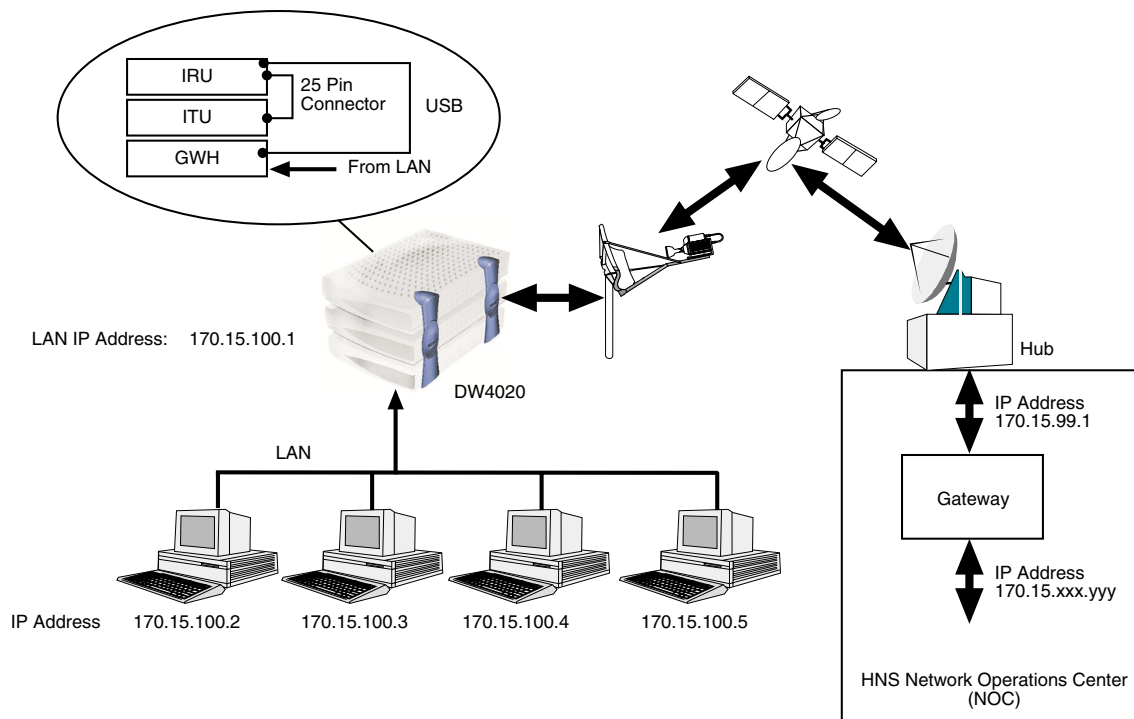 IRU
25 Pin
Connector
USB
ITU
GWH
From LAN
LAN IP Address: 170.15.100.1
DW4020
Hub
IP Address
170.15.99.1
LAN
Gateway
IP Address
170.15.xxx.yyy
IP Address 170.15.100.2 170.15.100.3 170.15.100.4 170.15.100.5
HNS Network Operations Center
(NOC)